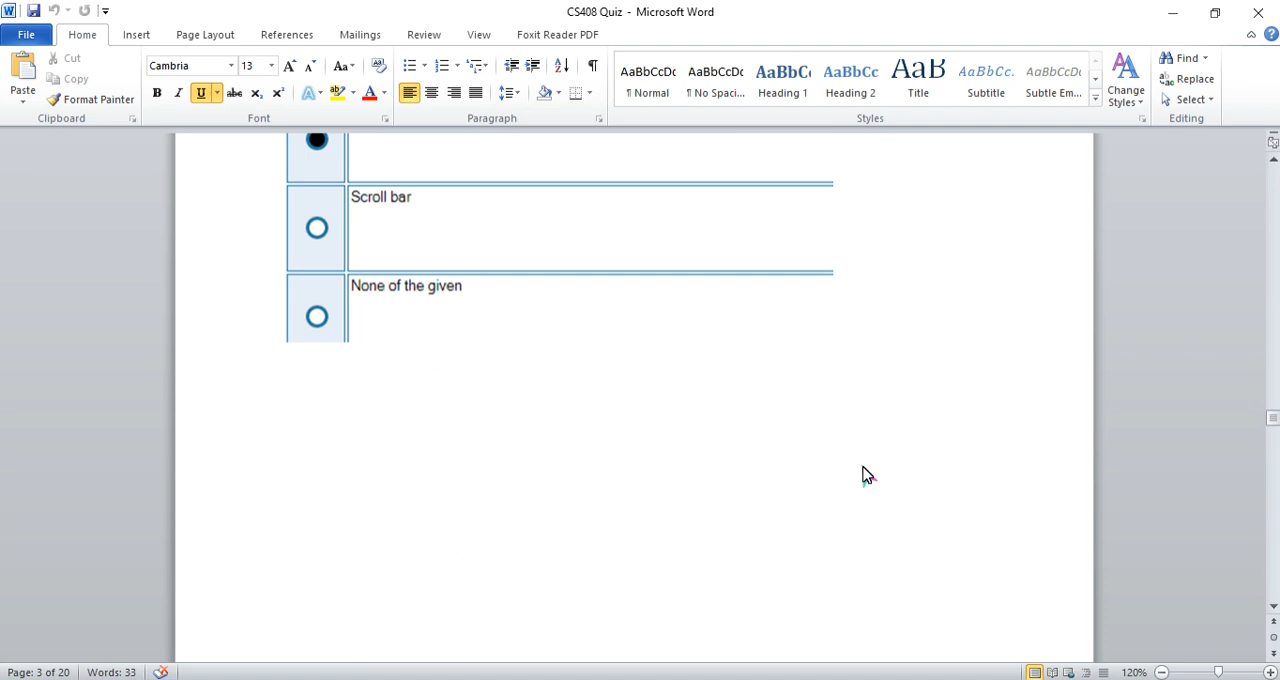 CS408 Quiz - Microsoft Word
File Home Insert Page Layout References Mailings Review View Foxit Reader PDF
Paste
Cut
Copy
Format Painter
Clipboard
Cambria 13
Font
Paragraph
AaBbCcDc AaBbCcDc AaBbC AaBbCc AaB AaBbCc. AaBbCcDc
¶ Normal ¶ No Spaci... Heading 1 Heading 2 Title Subtitle Subtle Em...
Styles
Change
Styles
Find
Replace
Select
Editing
Scroll bar
None of the given
Page: 3 of 20 Words: 33 120%